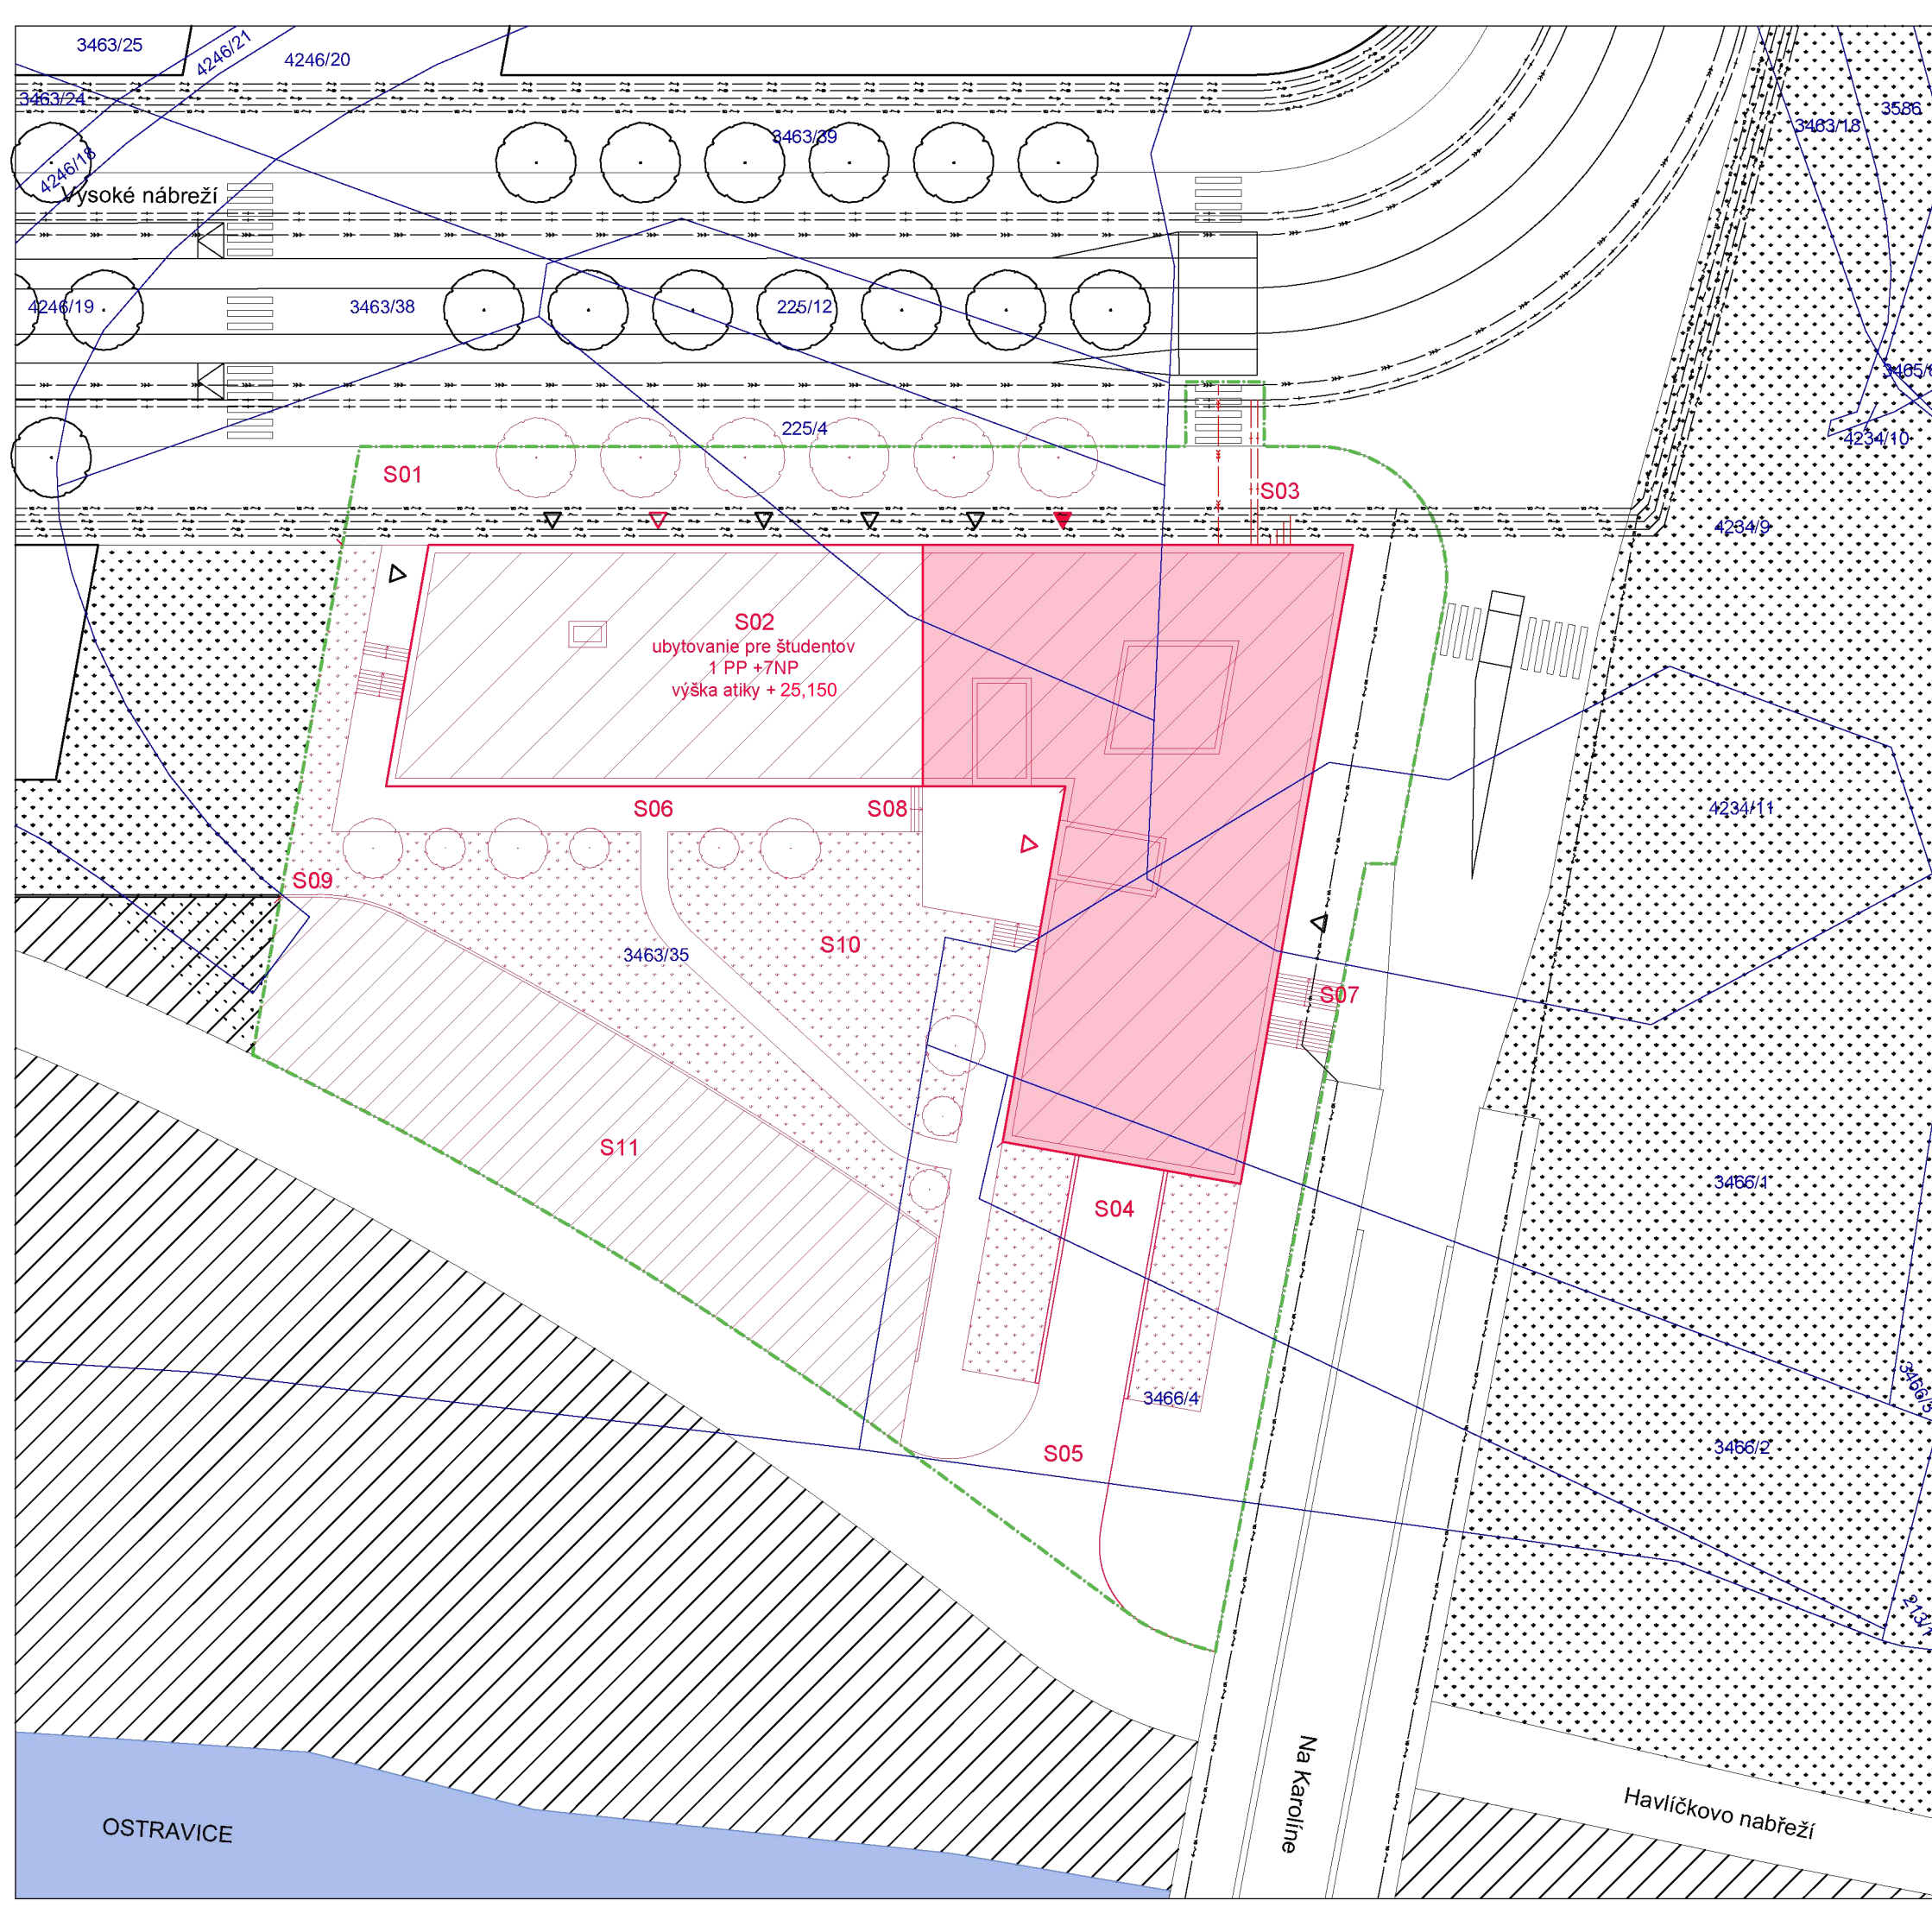 3463/25
4246/21
4246/20
3463/24
3463/39
3463/18
3586
4246/18
Vysoké nábreží
4246/19
3463/38
225/12
225/4
4234/10
S01
S03
4234/9
S02
ubytovanie pre študentov
1 PP +7NP
výška atiky + 25,150
S06
S08
4234/11
S09
S10
3463/35
S07
S11
3466/1
S04
3466/4
S05
3466/2
Na Karolíne
Havlíčkovo nabřeží
OSTRAVICE